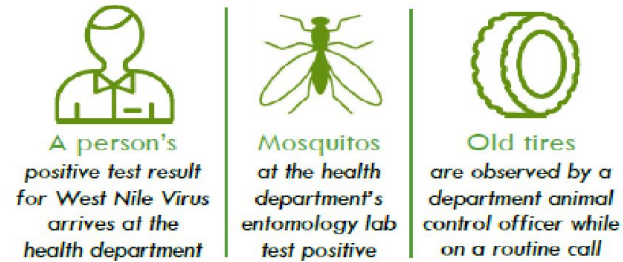 A person's
positive test result
for West Nile Virus
arrives at the
health department
Mosquitos
at the health
department's
entomology lab
test positive
Old tires
are observed by a
department animal
control officer while
on a routine call